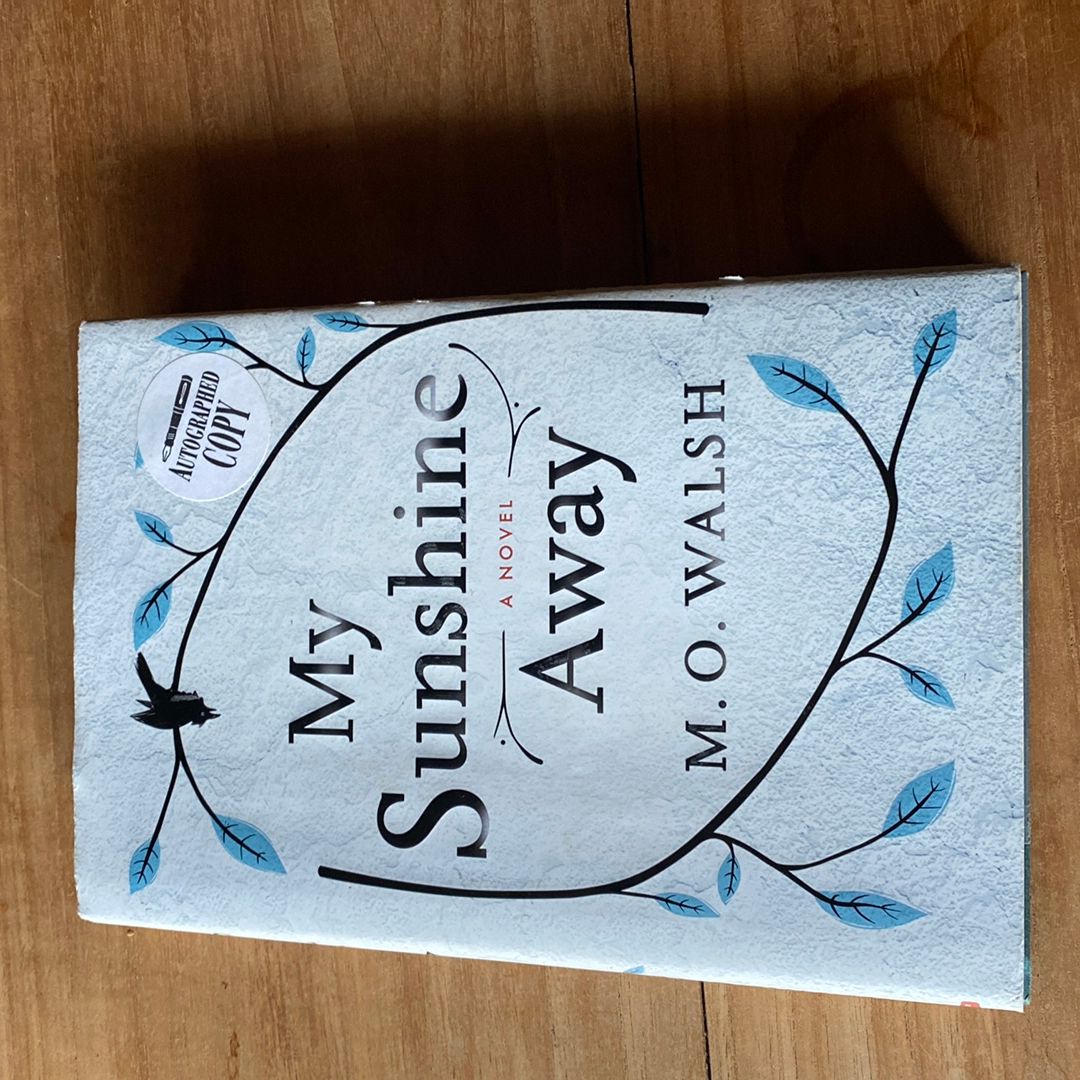 AUTOGRAPHED
COPY
My
Sunshine
A NOVEL
Away
M.O. WALSH